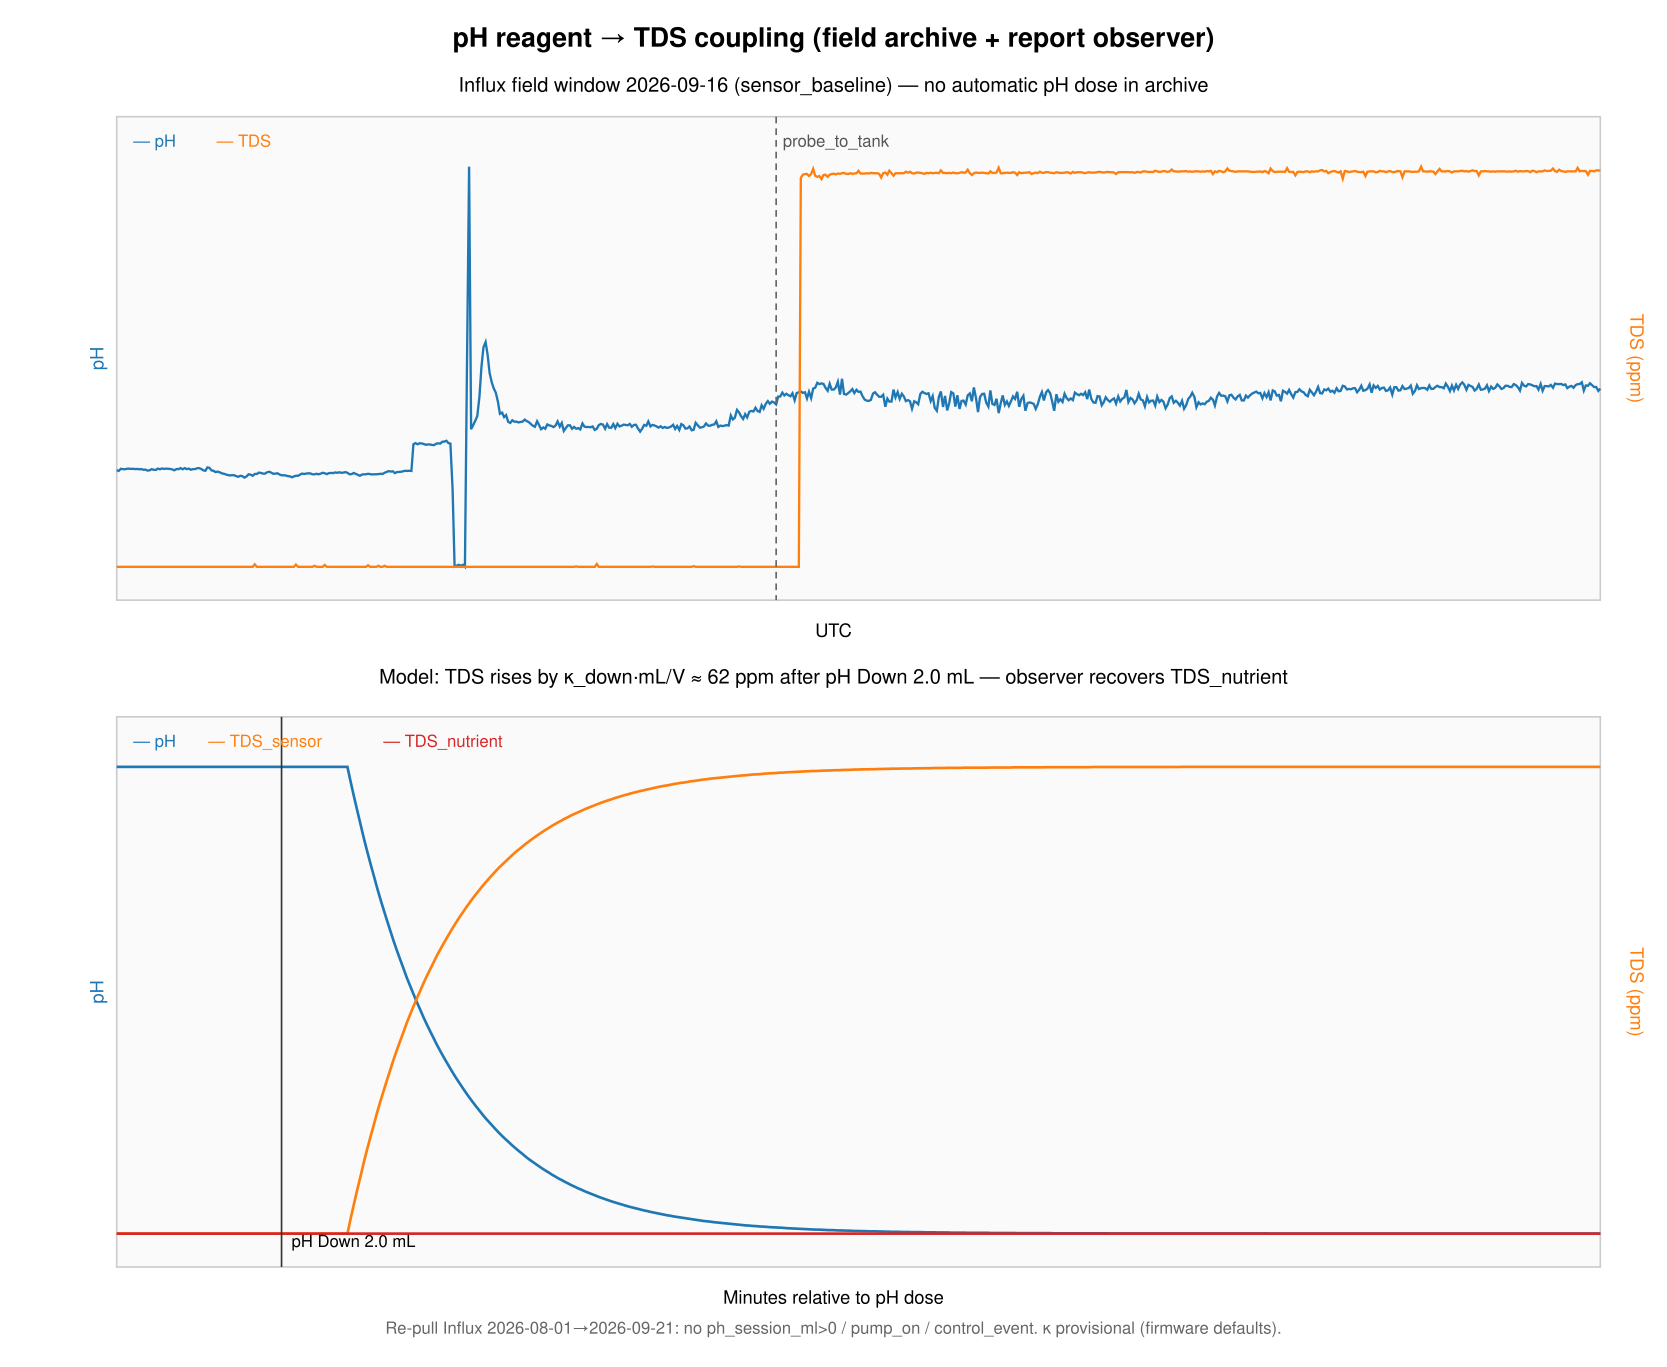 pH reagent → TDS coupling (field archive + report observer)
Influx field window 2026-09-16 (sensor_baseline) — no automatic pH dose in archive
— pH — TDS
probe_to_tank
pH
TDS (ppm)
UTC
Model: TDS rises by κ_down·mL/V ≈ 62 ppm after pH Down 2.0 mL — observer recovers TDS_nutrient
— pH — TDS_sensor — TDS_nutrient
pH
TDS (ppm)
pH Down 2.0 mL
Minutes relative to pH dose
Re-pull Influx 2026-08-01→2026-09-21: no ph_session_ml>0 / pump_on / control_event. κ provisional (firmware defaults).